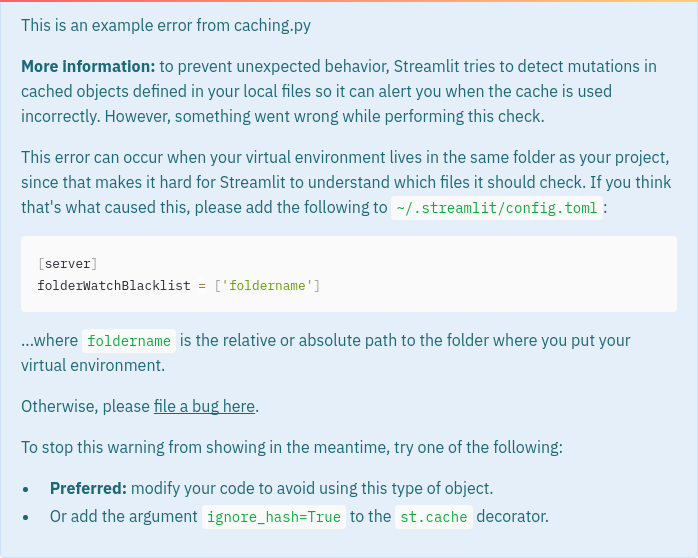 This is an example error from caching.py
More information: to prevent unexpected behavior, Streamlit tries to detect mutations in
cached objects defined in your local files so it can alert you when the cache is used
incorrectly. However, something went wrong while performing this check.
This error can occur when your virtual environment lives in the same folder as your project,
since that makes it hard for Streamlit to understand which files it should check. If you think
that's what caused this, please add the following to ~/.streamlit/config.toml:
[server]
folderWatchBlacklist = ['foldername']
...where foldername is the relative or absolute path to the folder where you put your
virtual environment.
Otherwise, please file a bug here.
To stop this warning from showing in the meantime, try one of the following:
• Preferred: modify your code to avoid using this type of object.
• Or add the argument ignore_hash=True to the st.cache decorator.